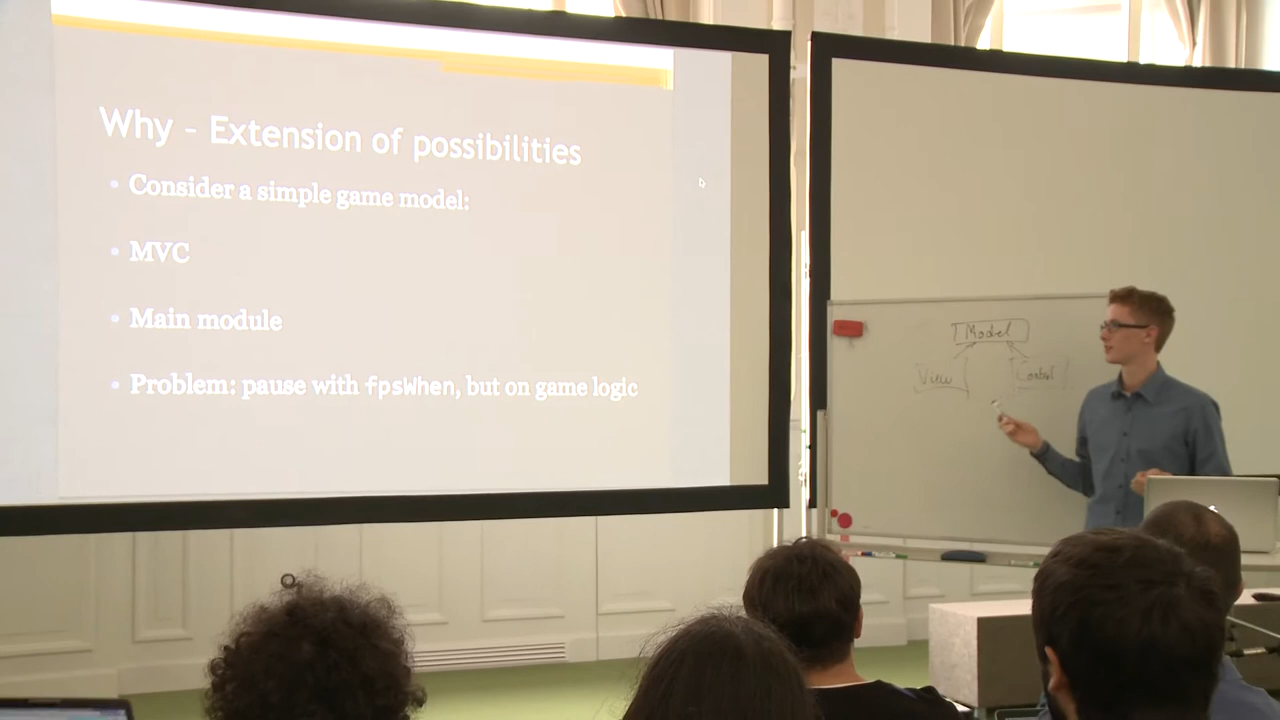 Why – Extension of possibilities
• Consider a simple game model:
• MVC
• Main module
• Problem: pause with fpsWhen, but on game logic
Model
View
Control